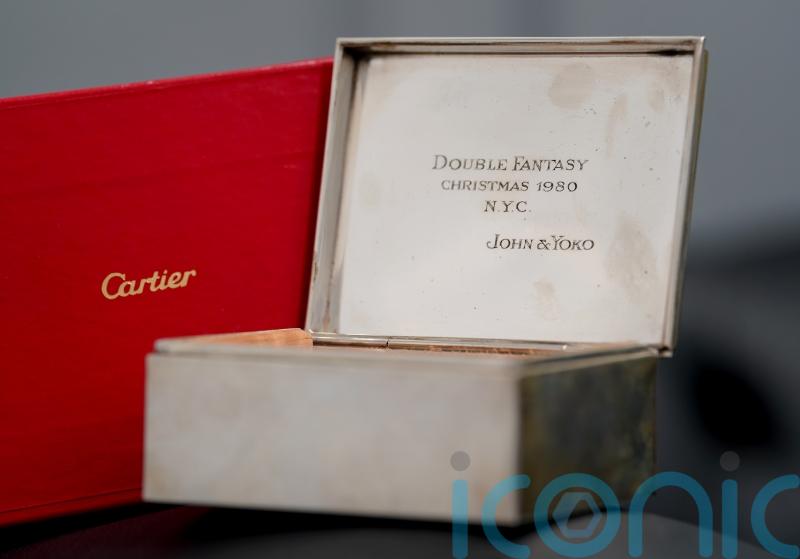 Cartier
DOUBLE FANTASY
CHRISTMAS 1980
N.Y.C.
JOHN & YOKO
iconic